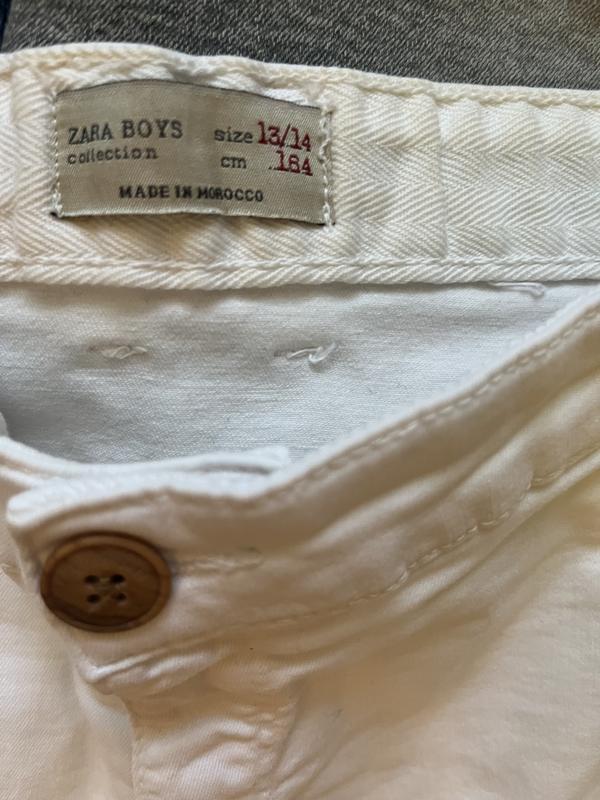 ZARA BOYS size 13/14
collection cm 164
MADE IN MOROCCO